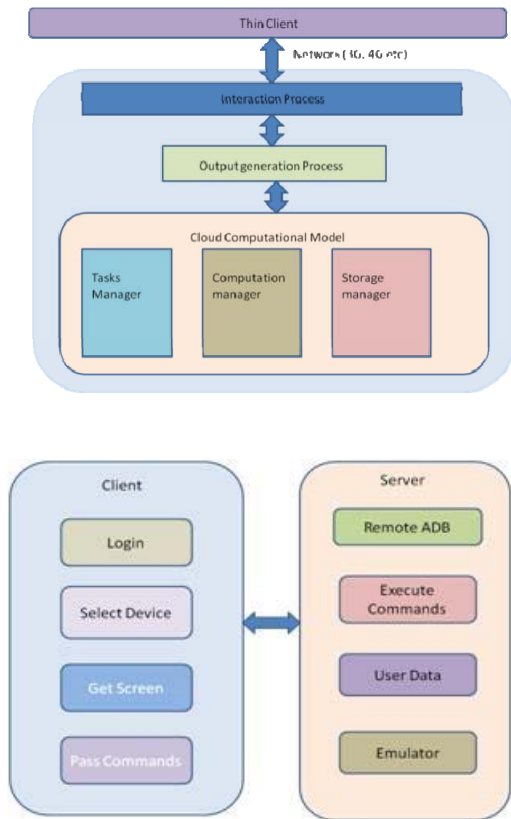 Thin Client
Network (3G, 4G etc)
Interaction Process
Output generation Process
Cloud Computational Model
Tasks
Manager
Computation
manager
Storage
manager
Client
Login
Select Device
Get Screen
Pass Commands
Server
Remote ADB
Execute
Commands
User Data
Emulator